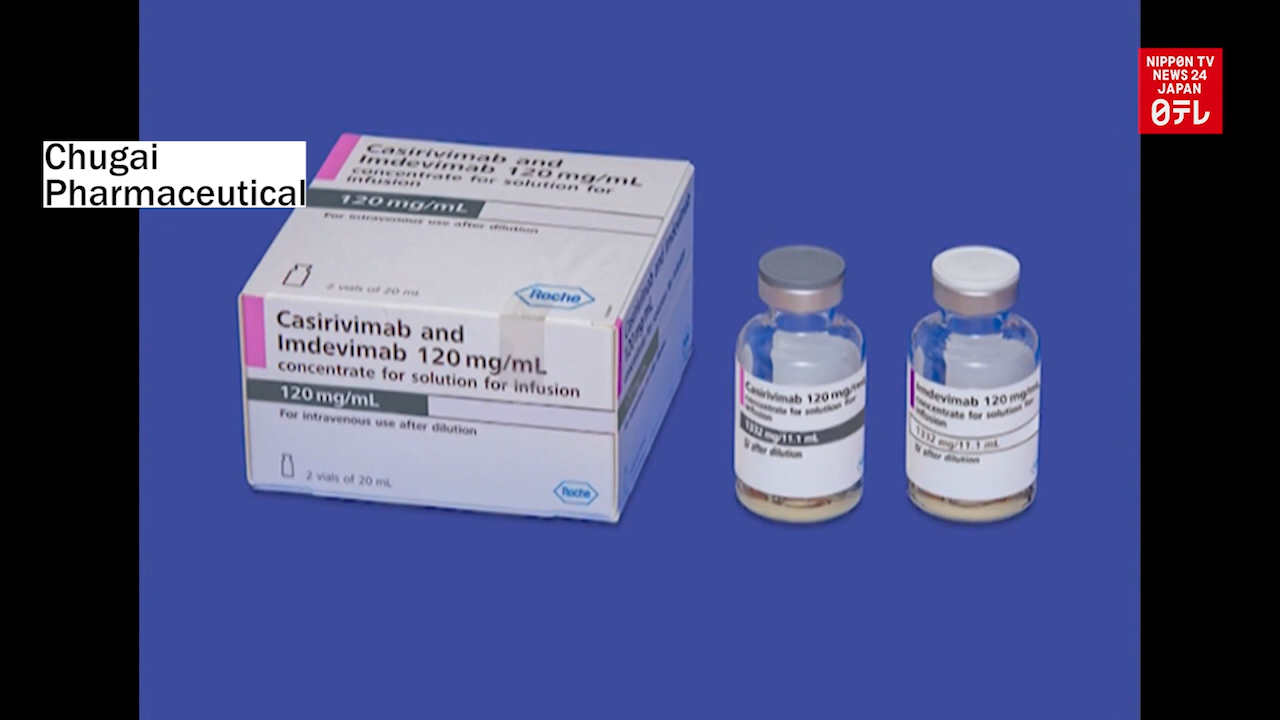 NIPPON TV
NEWS 24
JAPAN
日テレ
Chugai
Pharmaceutical
Casirivimab and
Imdevimab 120 mg/mL
concentrate for solution for
infusion
120 mg/mL
For intravenous use after dilution
2 vials of 20 mL
Roche
Casirivimab and
Imdevimab 120 mg/mL
concentrate for solution for infusion
120 mg/mL
For intravenous use after dilution
2 vials of 20 mL
Roche
Casirivimab 120 mg/mL
concentrate for solution for
infusion
1332 mg/11.1 mL
IV after dilution
Imdevimab 120 mg/mL
concentrate for solution for
infusion
1332 mg/11.1 mL
IV after dilution